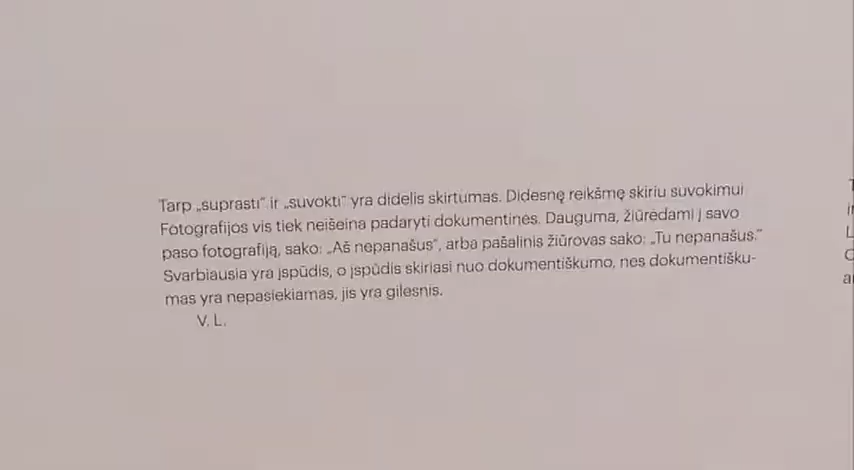 Tarp „suprasti“ ir „suvokti“ yra didelis skirtumas. Didesnę reikšmę skiriu suvokimui
Fotografijos vis tiek neišeina padaryti dokumentinės. Dauguma, žiūrėdami į savo
paso fotografiją, sako: „Aš nepanašus“, arba pašalinis žiūrovas sako: „Tu nepanašus.“
Svarbiausia yra įspūdis, o įspūdis skiriasi nuo dokumentiškumo, nes dokumentišku-
mas yra nepasiekiamas, jis yra gilesnis.
V. L.